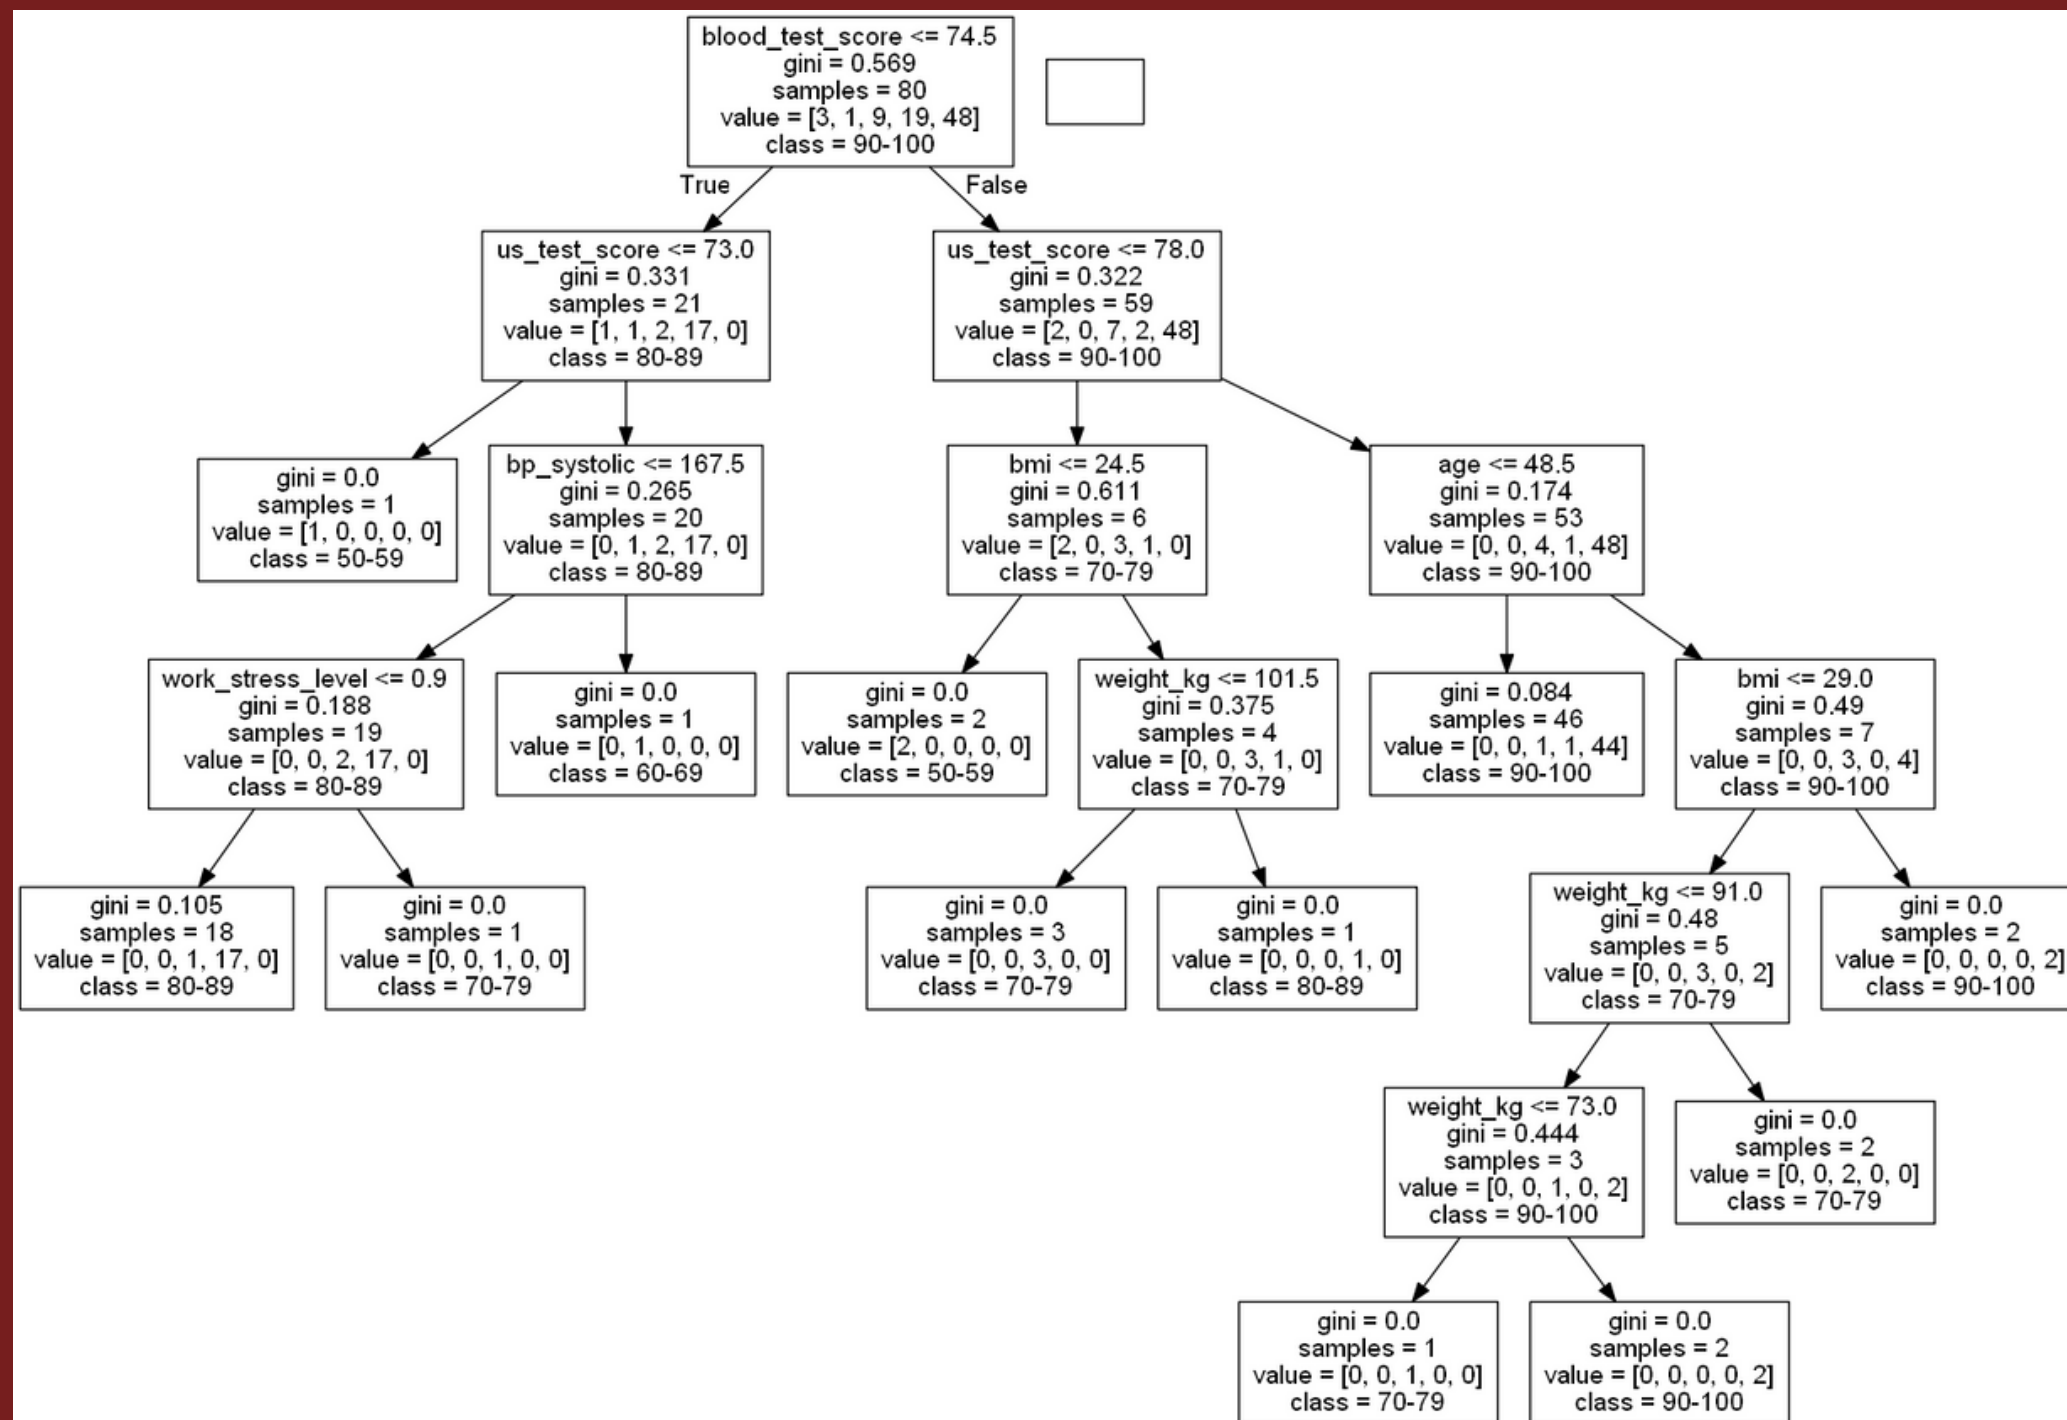 blood_test_score <= 74.5
gini = 0.569
samples = 80
value = [3, 1, 9, 19, 48]
class = 90-100
True
False
us_test_score <= 73.0
gini = 0.331
samples = 21
value = [1, 1, 2, 17, 0]
class = 80-89
us_test_score <= 78.0
gini = 0.322
samples = 59
value = [2, 0, 7, 2, 48]
class = 90-100
gini = 0.0
samples = 1
value = [1, 0, 0, 0, 0]
class = 50-59
bp_systolic <= 167.5
gini = 0.265
samples = 20
value = [0, 1, 2, 17, 0]
class = 80-89
bmi <= 24.5
gini = 0.611
samples = 6
value = [2, 0, 3, 1, 0]
class = 70-79
age <= 48.5
gini = 0.174
samples = 53
value = [0, 0, 4, 1, 48]
class = 90-100
work_stress_level <= 0.9
gini = 0.188
samples = 19
value = [0, 0, 2, 17, 0]
class = 80-89
gini = 0.0
samples = 1
value = [0, 1, 0, 0, 0]
class = 60-69
gini = 0.0
samples = 2
value = [2, 0, 0, 0, 0]
class = 50-59
weight_kg <= 101.5
gini = 0.375
samples = 4
value = [0, 0, 3, 1, 0]
class = 70-79
gini = 0.084
samples = 46
value = [0, 0, 1, 1, 44]
class = 90-100
bmi <= 29.0
gini = 0.49
samples = 7
value = [0, 0, 3, 0, 4]
class = 90-100
gini = 0.105
samples = 18
value = [0, 0, 1, 17, 0]
class = 80-89
gini = 0.0
samples = 1
value = [0, 0, 1, 0, 0]
class = 70-79
gini = 0.0
samples = 3
value = [0, 0, 3, 0, 0]
class = 70-79
gini = 0.0
samples = 1
value = [0, 0, 0, 1, 0]
class = 80-89
weight_kg <= 91.0
gini = 0.48
samples = 5
value = [0, 0, 3, 0, 2]
class = 70-79
gini = 0.0
samples = 2
value = [0, 0, 0, 0, 2]
class = 90-100
weight_kg <= 73.0
gini = 0.444
samples = 3
value = [0, 0, 1, 0, 2]
class = 90-100
gini = 0.0
samples = 2
value = [0, 0, 2, 0, 0]
class = 70-79
gini = 0.0
samples = 1
value = [0, 0, 1, 0, 0]
class = 70-79
gini = 0.0
samples = 2
value = [0, 0, 0, 0, 2]
class = 90-100